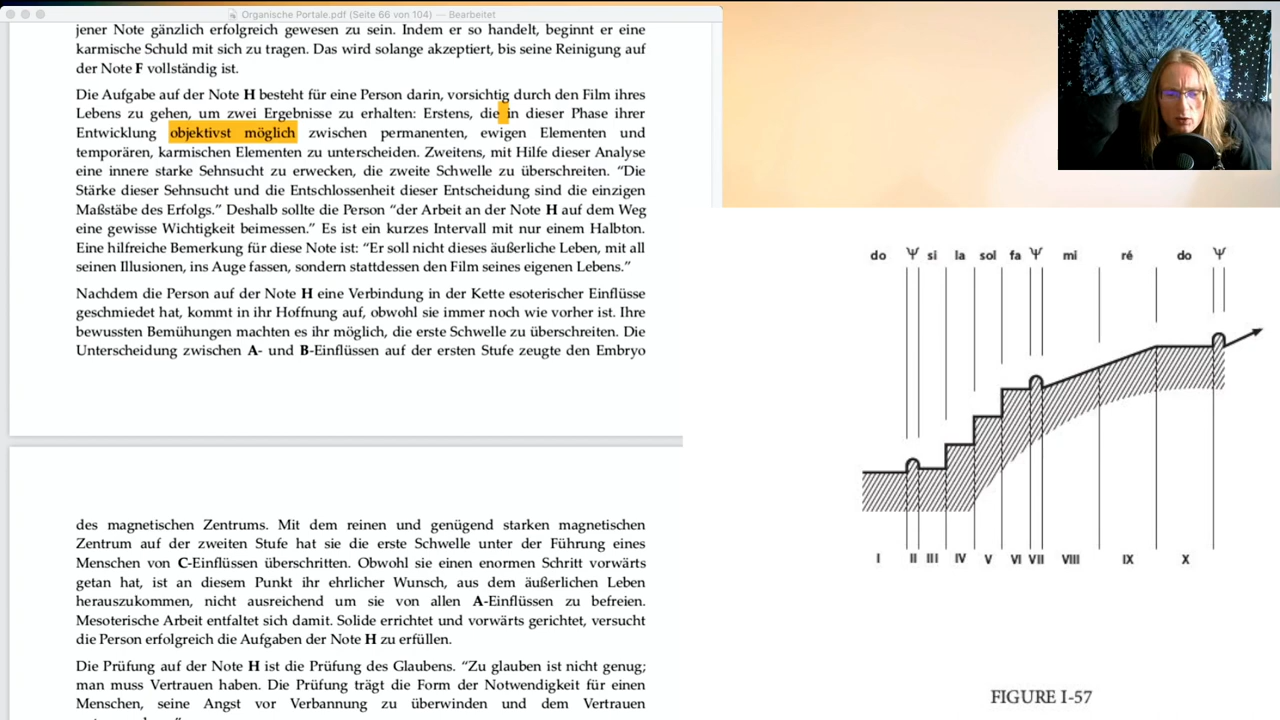 Organische Portale.pdf (Seite 66 von 104) — Bearbeitet
jener Note gänzlich erfolgreich gewesen zu sein. Indem er so handelt, beginnt er eine
karmische Schuld mit sich zu tragen. Das wird solange akzeptiert, bis seine Reinigung auf
der Note F vollständig ist.
Die Aufgabe auf der Note H besteht für eine Person darin, vorsichtig durch den Film ihres
Lebens zu gehen, um zwei Ergebnisse zu erhalten: Erstens, die in dieser Phase ihrer
Entwicklung objektivst möglich zwischen permanenten, ewigen Elementen und
temporären, karmischen Elementen zu unterscheiden. Zweitens, mit Hilfe dieser Analyse
eine innere starke Sehnsucht zu erwecken, die zweite Schwelle zu überschreiten. “Die
Stärke dieser Sehnsucht und die Entschlossenheit dieser Entscheidung sind die einzigen
Maßstäbe des Erfolgs.” Deshalb sollte die Person “der Arbeit an der Note H auf dem Weg
eine gewisse Wichtigkeit beimessen.” Es ist ein kurzes Intervall mit nur einem Halbton.
Eine hilfreiche Bemerkung für diese Note ist: “Er soll nicht dieses äußerliche Leben, mit all
seinen Illusionen, ins Auge fassen, sondern stattdessen den Film seines eigenen Lebens.”
Nachdem die Person auf der Note H eine Verbindung in der Kette esoterischer Einflüsse
geschmiedet hat, kommt in ihr Hoffnung auf, obwohl sie immer noch wie vorher ist. Ihre
bewussten Bemühungen machten es ihr möglich, die erste Schwelle zu überschreiten. Die
Unterscheidung zwischen A- und B-Einflüssen auf der ersten Stufe zeugte den Embryo
des magnetischen Zentrums. Mit dem reinen und genügend starken magnetischen
Zentrum auf der zweiten Stufe hat sie die erste Schwelle unter der Führung eines
Menschen von C-Einflüssen überschritten. Obwohl sie einen enormen Schritt vorwärts
getan hat, ist an diesem Punkt ihr ehrlicher Wunsch, aus dem äußerlichen Leben
herauszukommen, nicht ausreichend um sie von allen A-Einflüssen zu befreien.
Mesoterische Arbeit entfaltet sich damit. Solide errichtet und vorwärts gerichtet, versucht
die Person erfolgreich die Aufgaben der Note H zu erfüllen.
Die Prüfung auf der Note H ist die Prüfung des Glaubens. “Zu glauben ist nicht genug;
man muss Vertrauen haben. Die Prüfung trägt die Form der Notwendigkeit für einen
Menschen, seine Angst vor Verbannung zu überwinden und dem Vertrauen
do Ψ si la sol fa Ψ mi ré do Ψ
I II III IV V VI VII VIII IX X
FIGURE I-57